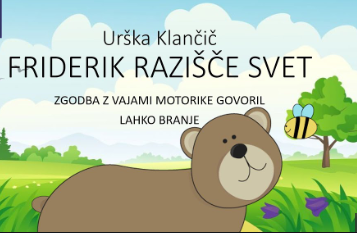 Urška Klančič
FRIDERIK RAZIŠČE SVET
ZGODBA Z VAJAMI MOTORIKE GOVORIL
LAHKO BRANJE